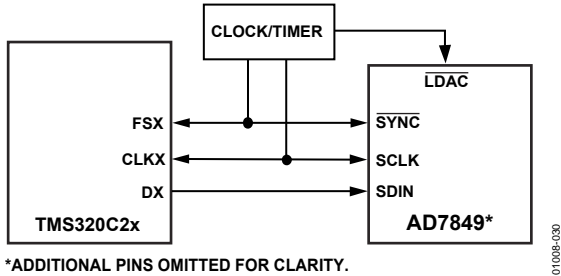 CLOCK/TIMER
LDAC
FSX
SYNC
CLKX
SCLK
DX
SDIN
TMS320C2x
AD7849*
*ADDITIONAL PINS OMITTED FOR CLARITY.
01008-030